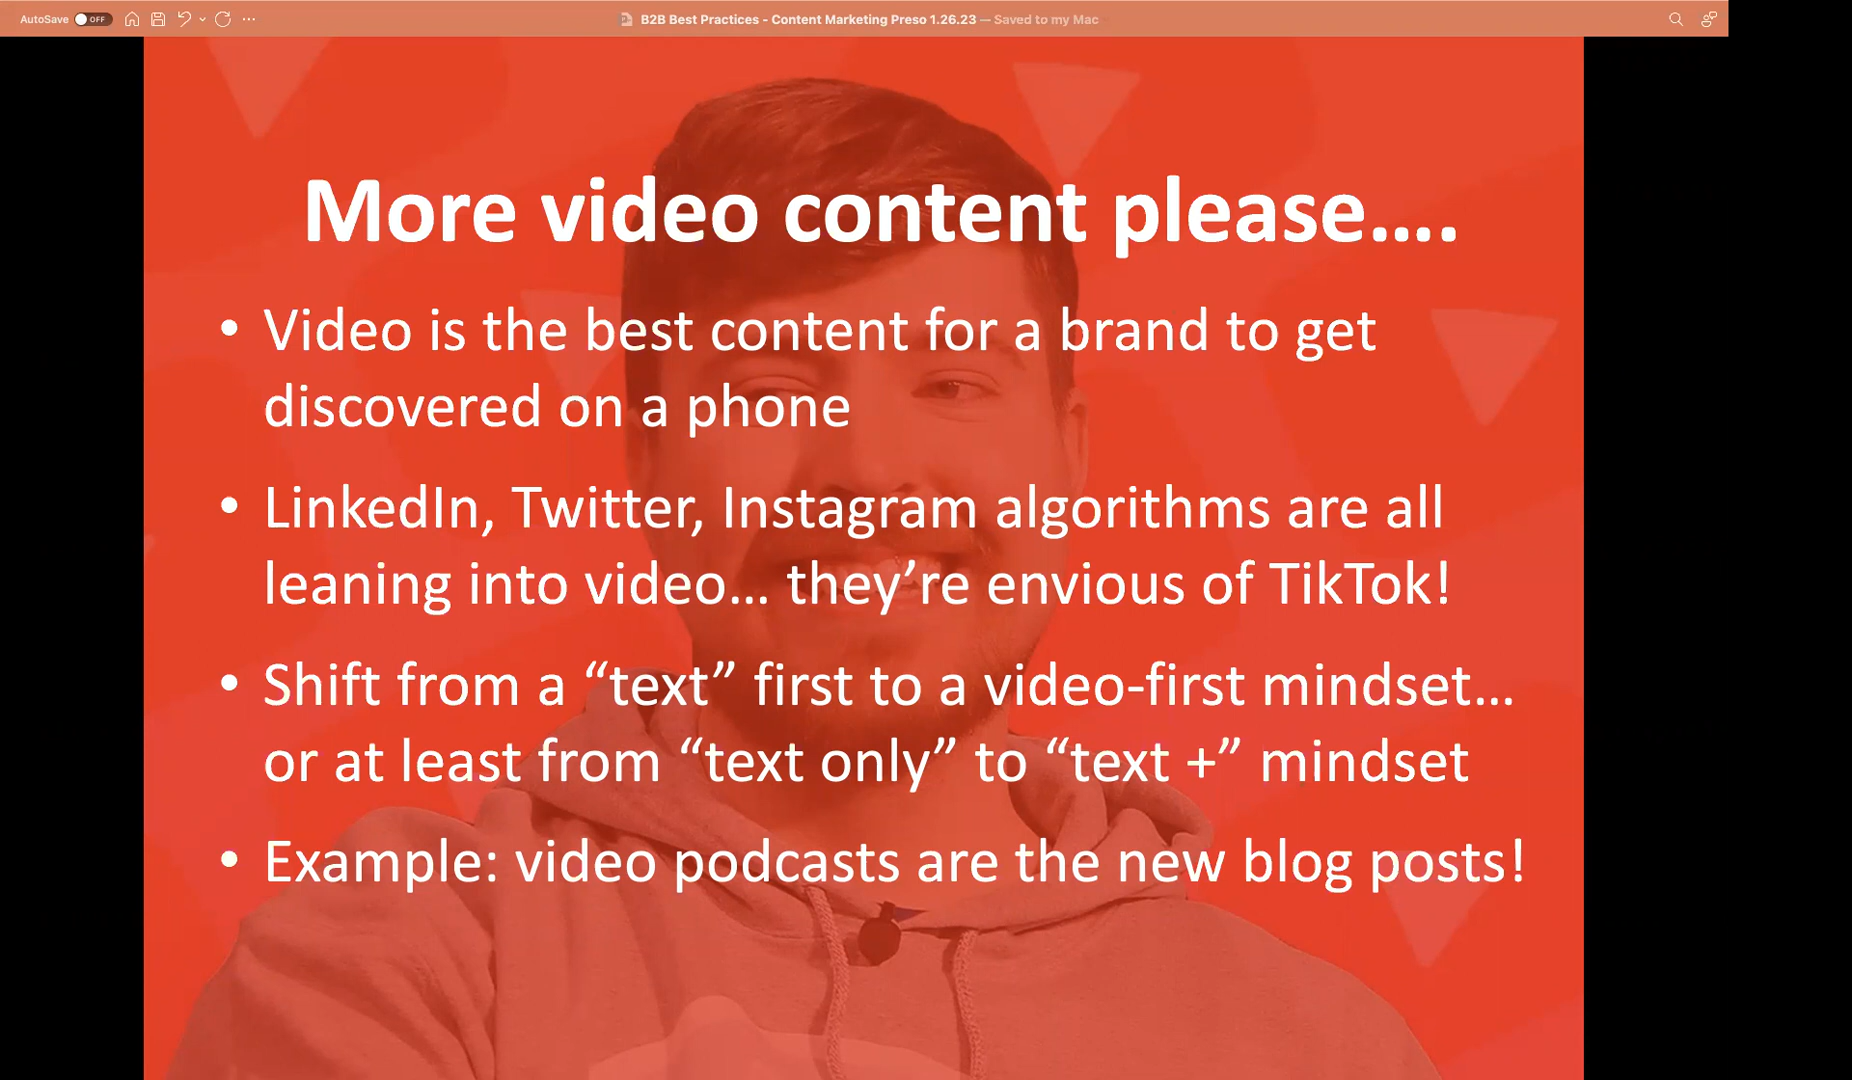 AutoSave OFF
B2B Best Practices - Content Marketing Preso 1.26.23 — Saved to my Mac
More video content please....
• Video is the best content for a brand to get
discovered on a phone
• LinkedIn, Twitter, Instagram algorithms are all
leaning into video... they’re envious of TikTok!
• Shift from a “text” first to a video-first mindset...
or at least from “text only” to “text +” mindset
• Example: video podcasts are the new blog posts!